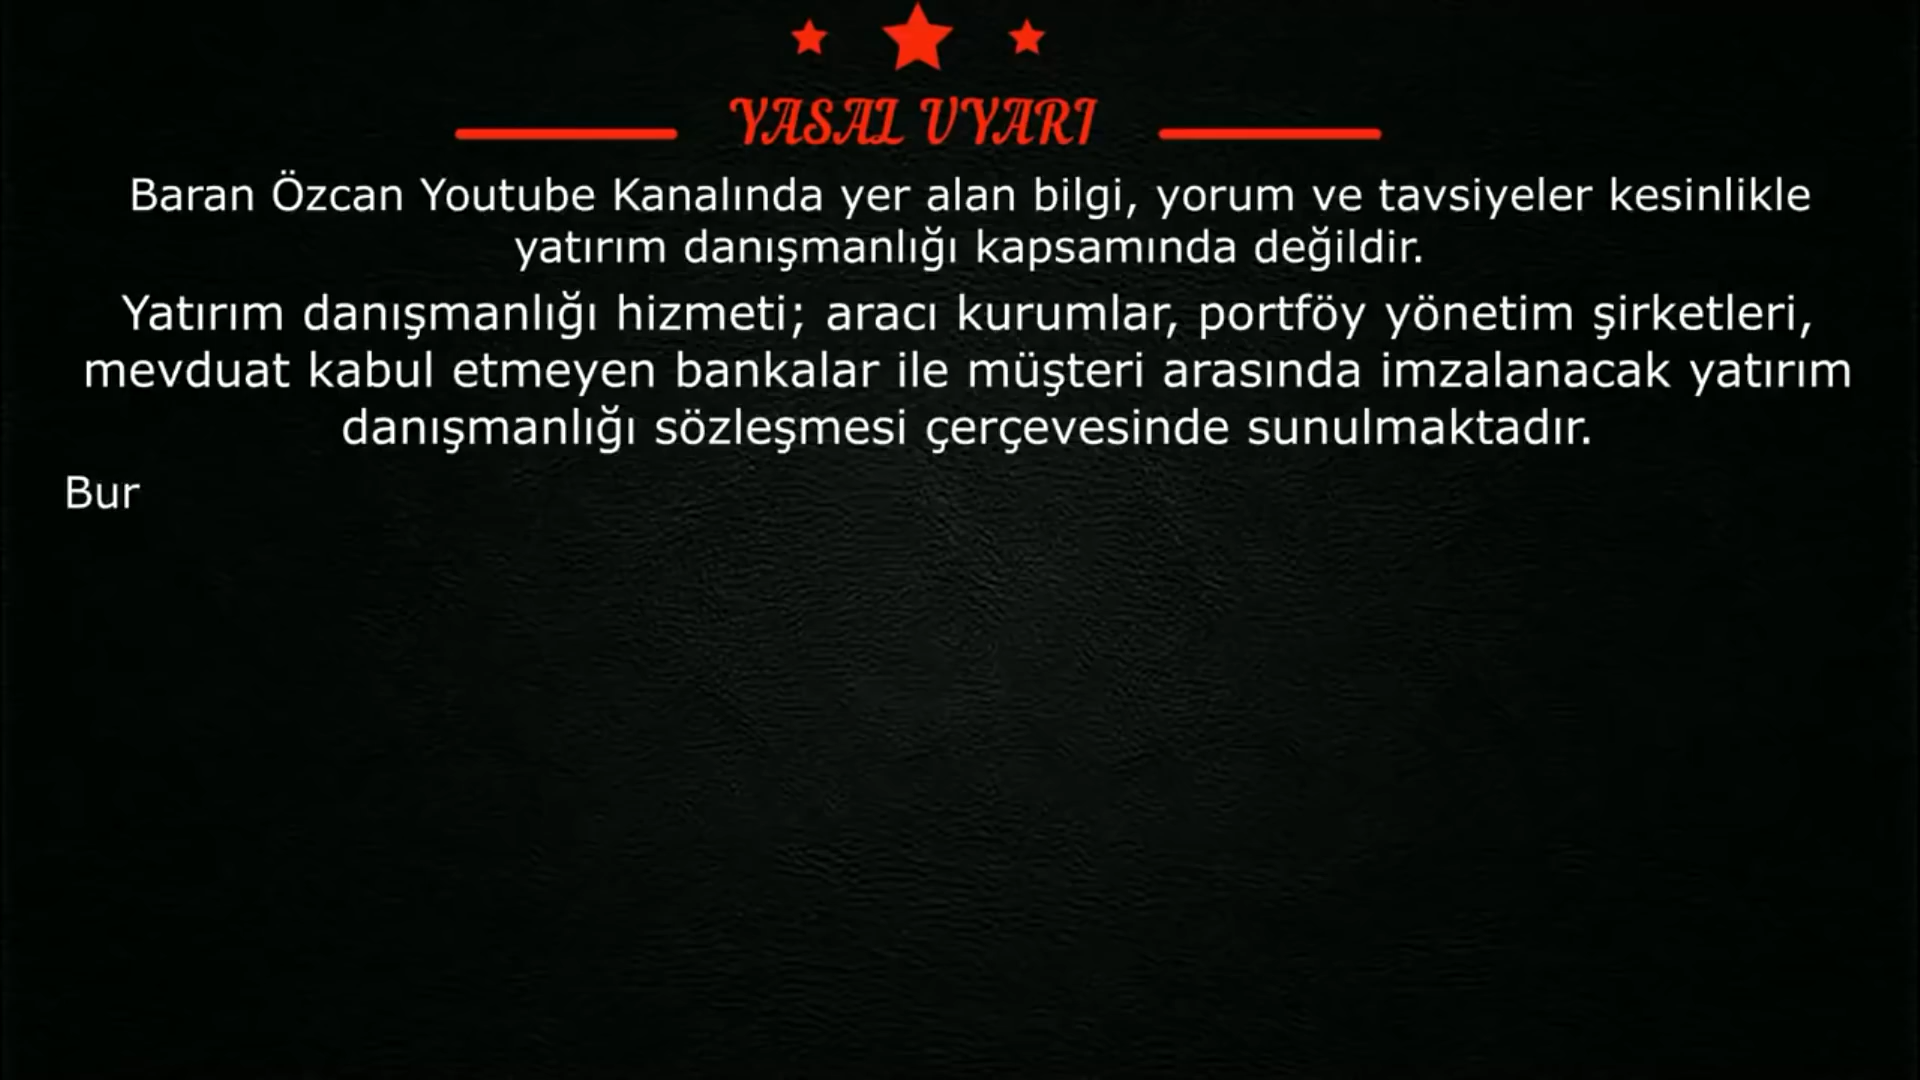 YASAL UYARI
Baran Özcan Youtube Kanalında yer alan bilgi, yorum ve tavsiyeler kesinlikle
yatırım danışmanlığı kapsamında değildir.
Yatırım danışmanlığı hizmeti; aracı kurumlar, portföy yönetim şirketleri,
mevduat kabul etmeyen bankalar ile müşteri arasında imzalanacak yatırım
danışmanlığı sözleşmesi çerçevesinde sunulmaktadır.
Bur